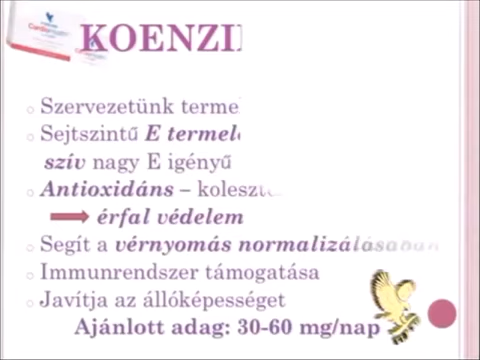 KOENZI
Szervezetünk terme
Sejtszintű E termel
szív nagy E igényű
Antioxidáns – koleszt
érfal védelem
Segít a vérnyomás normalizálásában
Immunrendszer támogatása
Javítja az állóképességet
Ajánlott adag: 30-60 mg/nap